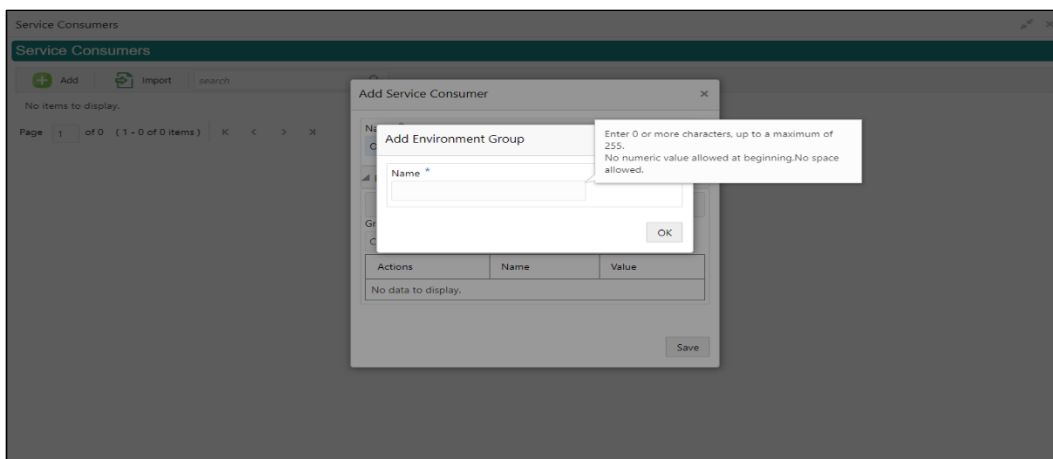 Service Consumers
Service Consumers
Add Import search
No items to display.
Page 1 of 0 (1 - 0 of 0 items)
Add Service Consumer
Add Environment Group
Enter 0 or more characters, up to a maximum of
255.
No numeric value allowed at beginning.No space
allowed.
Name *
OK
Actions Name Value
No data to display.
Save